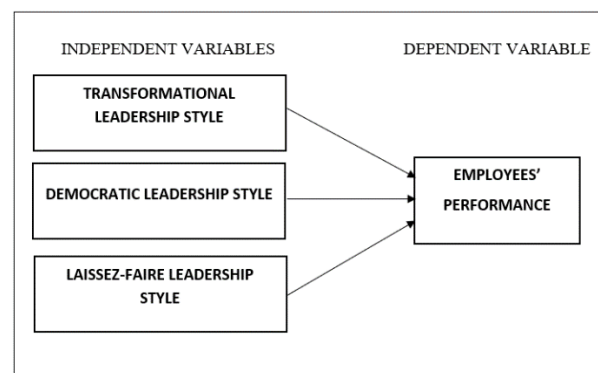 INDEPENDENT VARIABLES
DEPENDENT VARIABLE
TRANSFORMATIONAL
LEADERSHIP STYLE
DEMOCRATIC LEADERSHIP STYLE
LAISSEZ-FAIRE LEADERSHIP
STYLE
EMPLOYEES’
PERFORMANCE